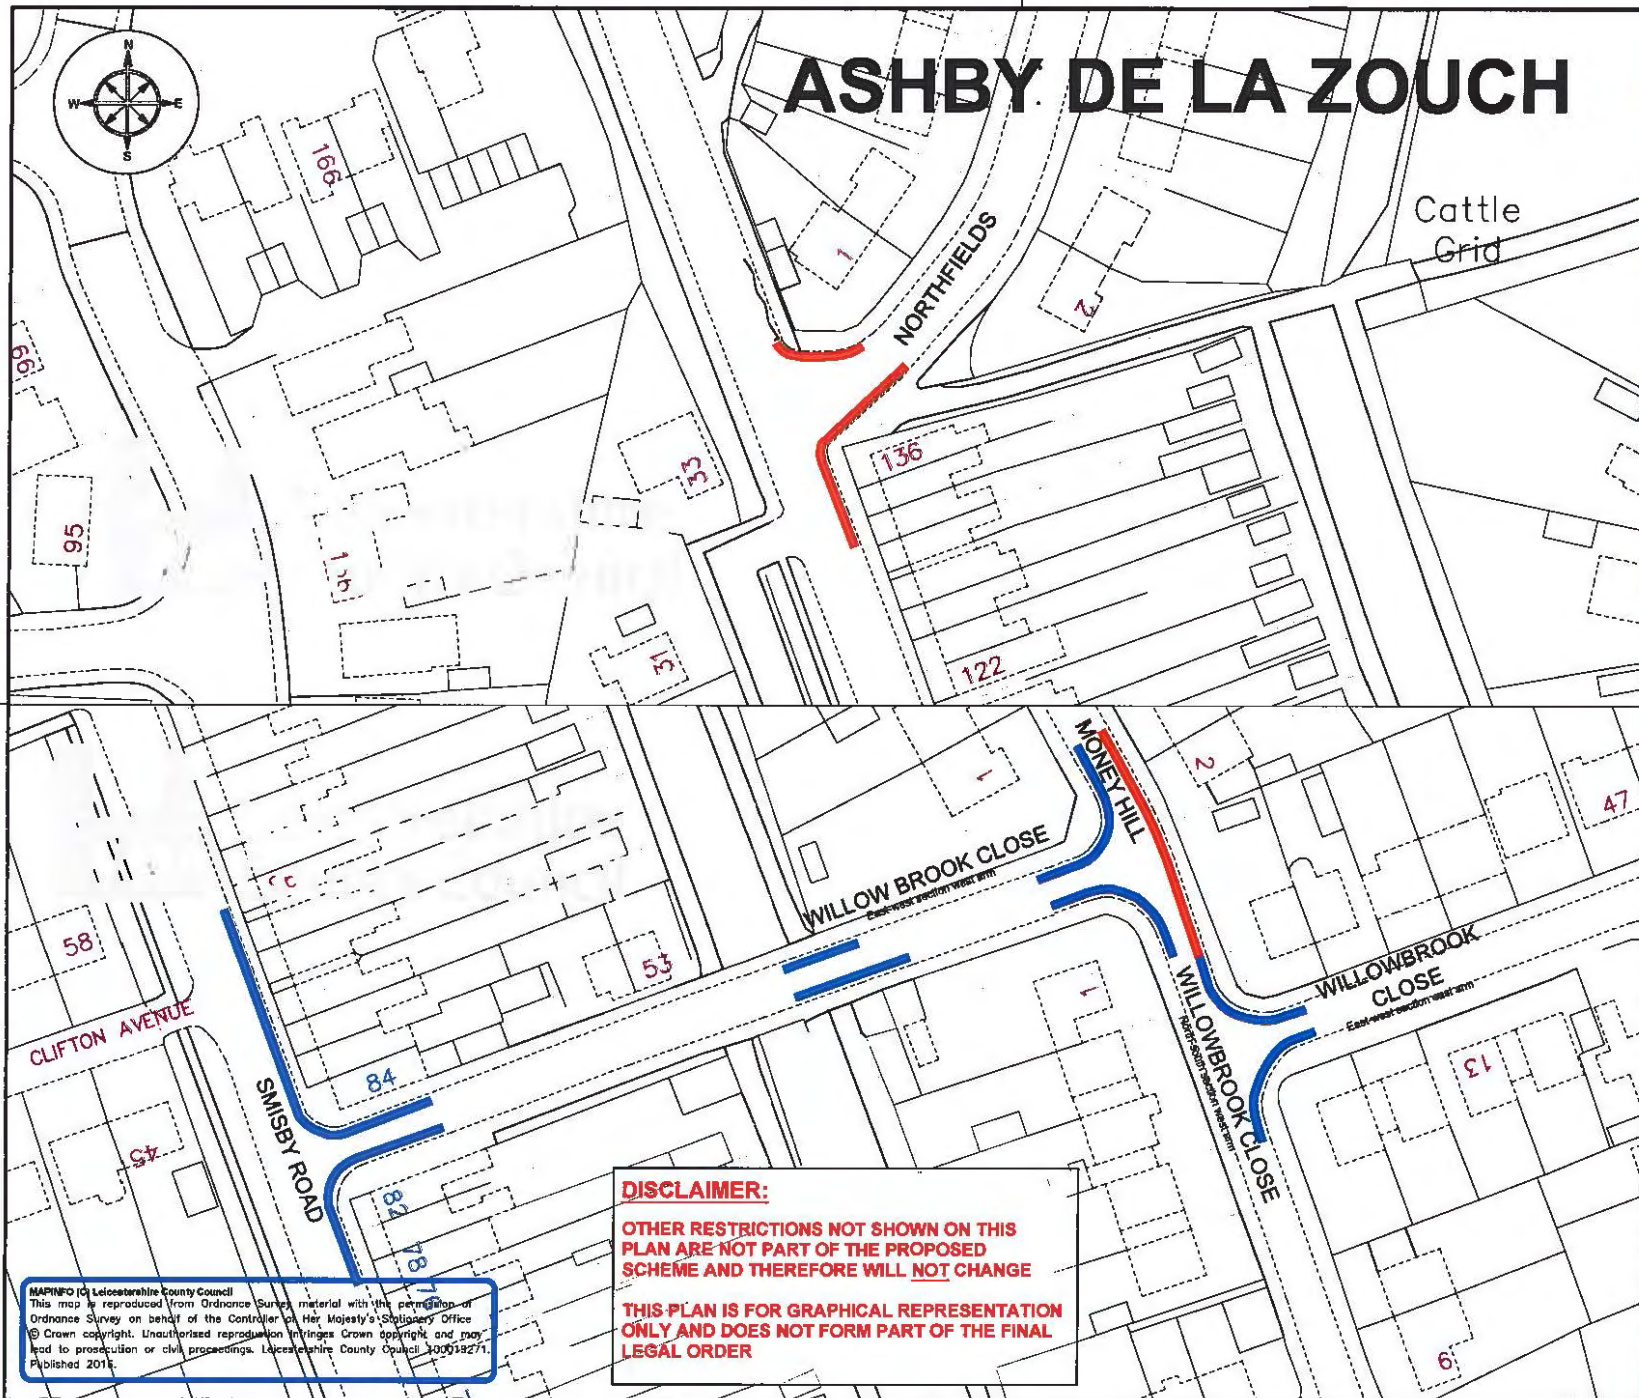 ASHBY DE LA ZOUCH
N
W E
S
166
Cattle
Grid
1
NORTHFIELDS
2
99
33
136
95
31
122
MONEY HILL
2
1
47
WILLOW BROOK CLOSE
East-west section west arm
58
53
WILLOWBROOK
CLOSE
East-west section west arm
1
CLIFTON AVENUE
WILLOWBROOK CLOSE
84
13
SMISBY ROAD
45
82
78
76
DISCLAIMER:
OTHER RESTRICTIONS NOT SHOWN ON THIS
PLAN ARE NOT PART OF THE PROPOSED
SCHEME AND THEREFORE WILL NOT CHANGE
THIS PLAN IS FOR GRAPHICAL REPRESENTATION
ONLY AND DOES NOT FORM PART OF THE FINAL
LEGAL ORDER
MAPINFO (C) Leicestershire County Council
This map is reproduced from Ordnance Survey material with the permission of
Ordnance Survey on behalf of the Controller of Her Majesty's Stationery Office
© Crown copyright. Unauthorised reproduction infringes Crown copyright and may
lead to prosecution or civil proceedings. Leicestershire County Council 100019271.
Published
9